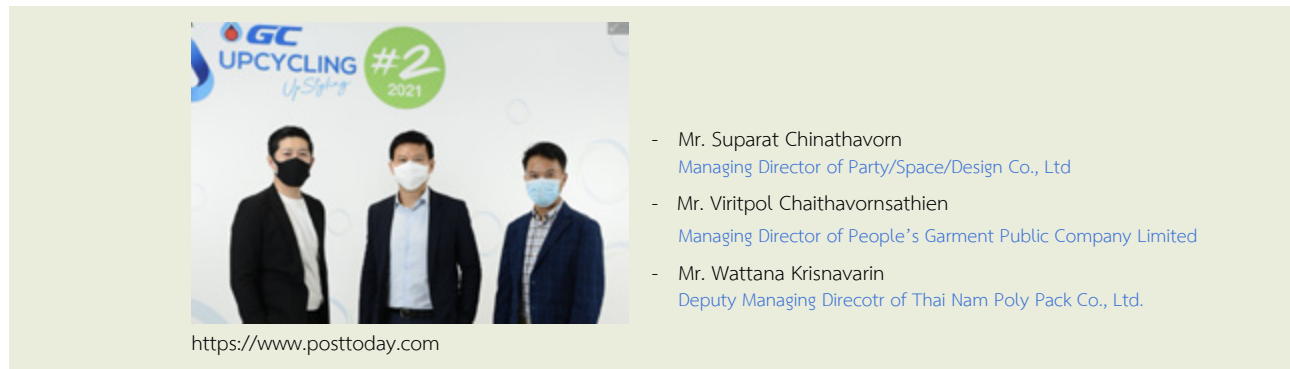 GC
UPCYCLING
UpStyling
#2
2021
- Mr. Suparat Chinathavorn
Managing Director of Party/Space/Design Co., Ltd
- Mr. Viritpol Chaithavornsathien
Managing Director of People’s Garment Public Company Limited
- Mr. Wattana Krisnavarin
Deputy Managing Direcotr of Thai Nam Poly Pack Co., Ltd.
https://www.posttoday.com